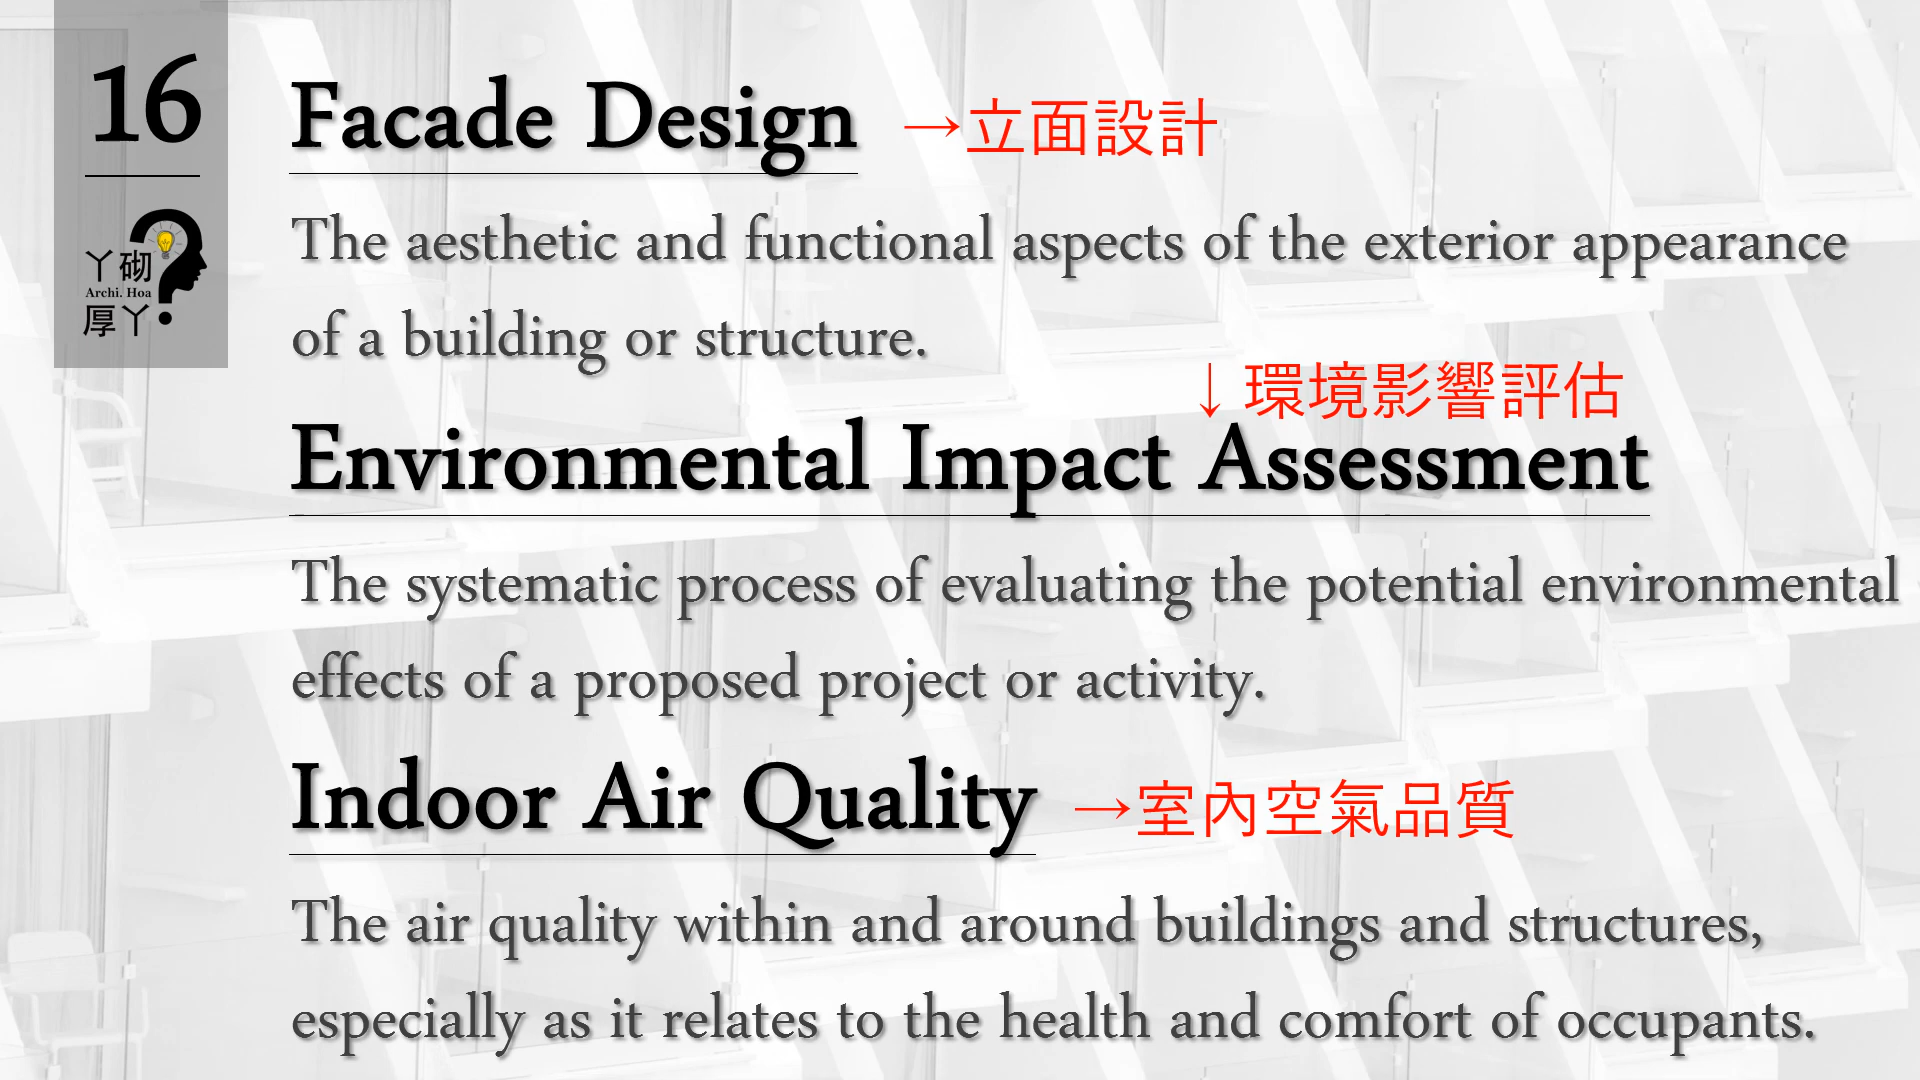 16
丫砌
Archi. Hoa
厚丫
Facade Design →立面設計
The aesthetic and functional aspects of the exterior appearance
of a building or structure.
↓環境影響評估
Environmental Impact Assessment
The systematic process of evaluating the potential environmental
effects of a proposed project or activity.
Indoor Air Quality →室內空氣品質
The air quality within and around buildings and structures,
especially as it relates to the health and comfort of occupants.